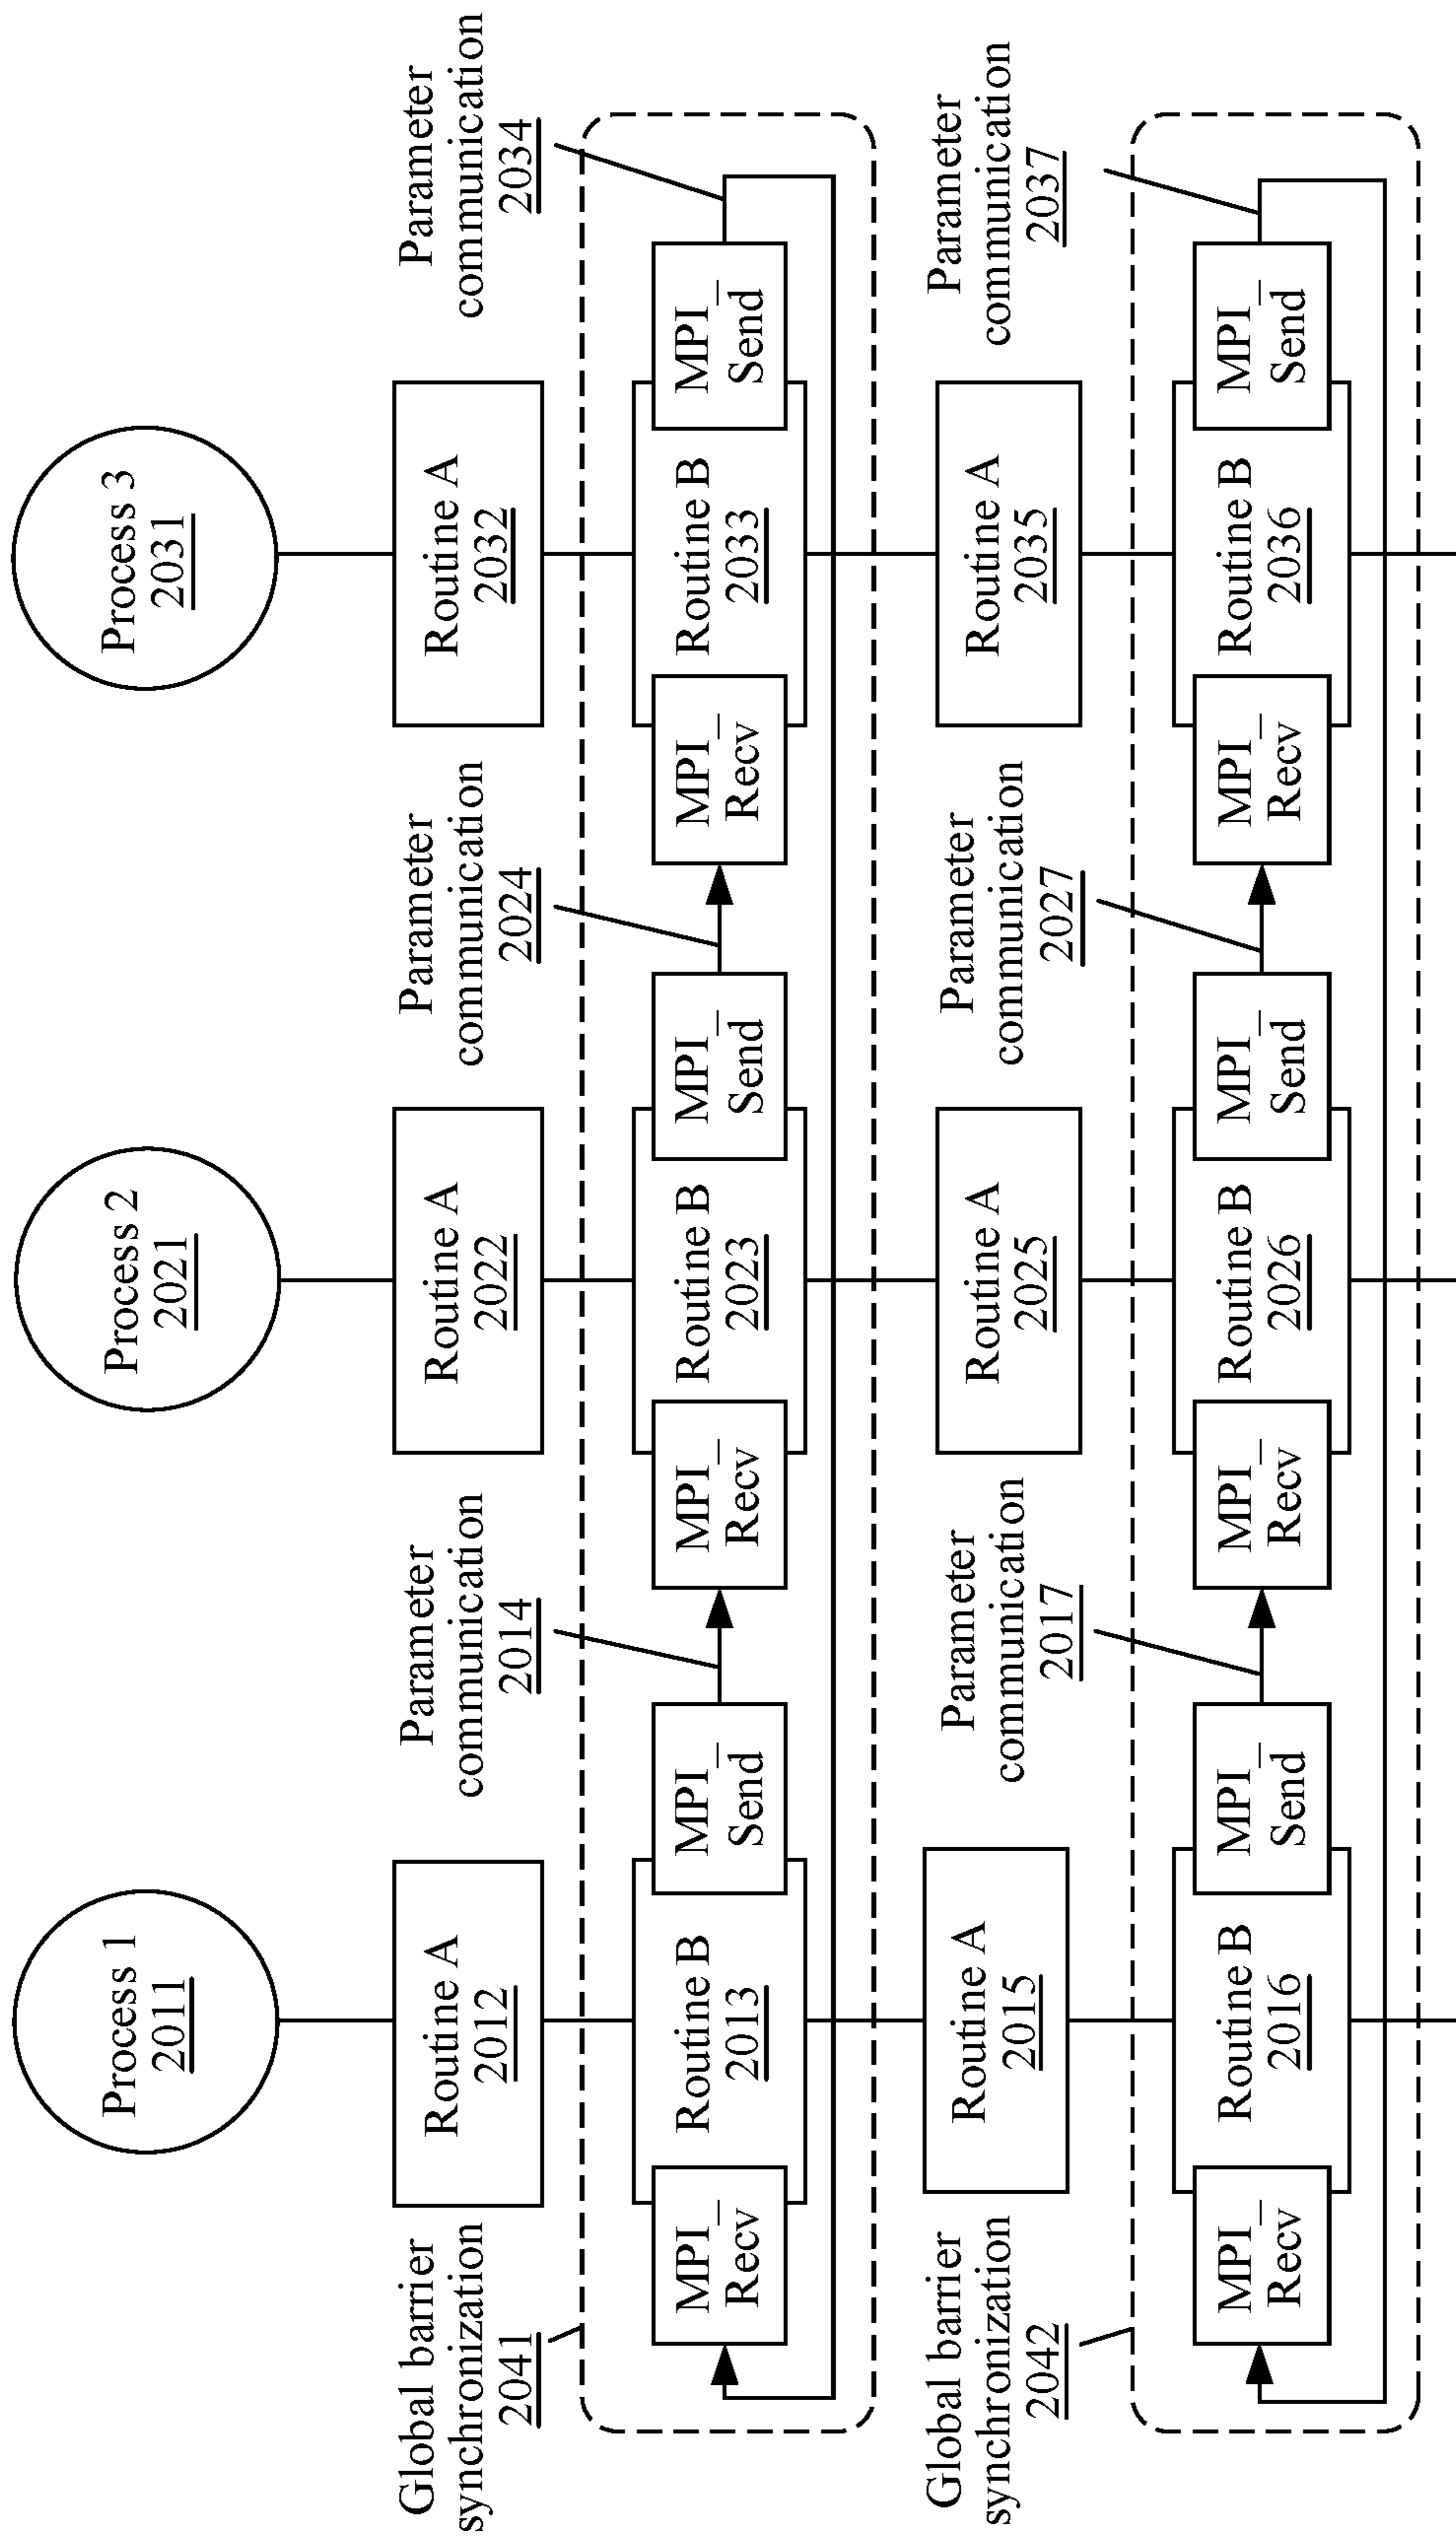 Process 1
2011
Process 2
2021
Process 3
2031
Global barrier
synchronization
2041
Routine A
2012
Parameter
communication
2014
Routine A
2022
Parameter
communication
2024
Routine A
2032
Parameter
communication
2034
MPI_
Recv
Routine B
2013
MPI_
Send
MPI_
Recv
Routine B
2023
MPI_
Send
MPI_
Recv
Routine B
2033
MPI_
Send
Global barrier
synchronization
2042
Routine A
2015
Parameter
communication
2017
Routine A
2025
Parameter
communication
2027
Routine A
2035
Parameter
communication
2037
MPI_
Recv
Routine B
2016
MPI_
Send
MPI_
Recv
Routine B
2026
MPI_
Send
MPI_
Recv
Routine B
2036
MPI_
Send